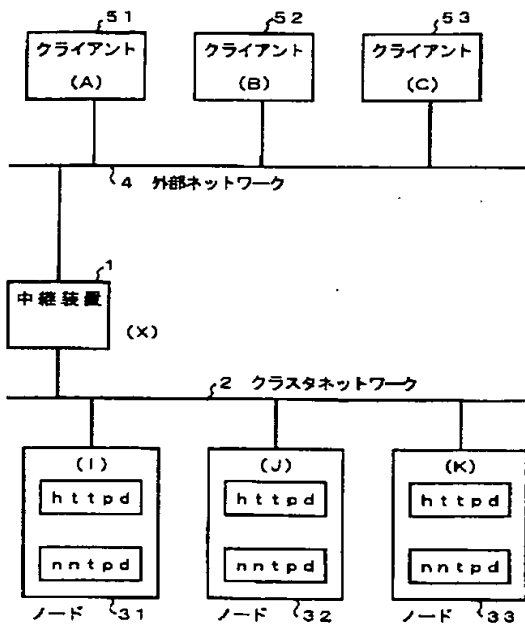 51 52 53
クライアント クライアント クライアント
(A) (B) (C)
4 外部ネットワーク
1
中継装置
(X)
2 クラスタネットワーク
(I) (J) (K)
httpd httpd httpd
nntpd nntpd nntpd
ノード 31 ノード 32 ノード 33